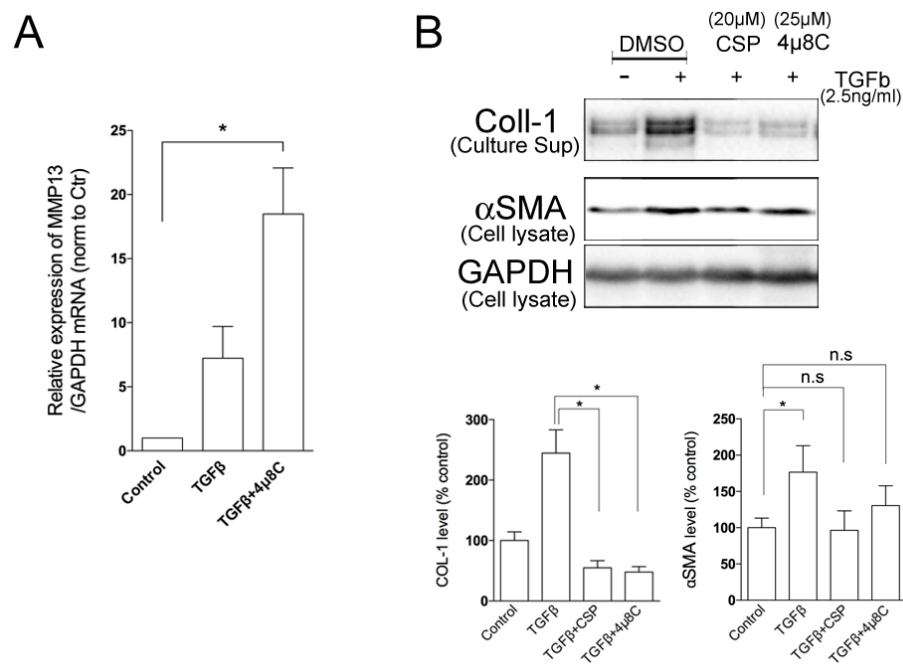 A
Relative expression of MMP13
/GAPDH mRNA (norm to Ctr)
25
20
15
10
5
0
*
Control
TGFβ
TGFβ+4µ8C
B
(20µM) (25µM)
DMSO CSP 4µ8C
- + + + TGFb
(2.5ng/ml)
Coll-1
(Culture Sup)
αSMA
(Cell lysate)
GAPDH
(Cell lysate)
COL-1 level (% control)
300
200
100
0
*
*
Control
TGFβ
TGFβ+CSP
TGFβ+4µ8C
αSMA level (% control)
250
200
150
100
50
0
n.s
n.s
*
Control
TGFβ
TGFβ+CSP
TGFβ+4µ8C